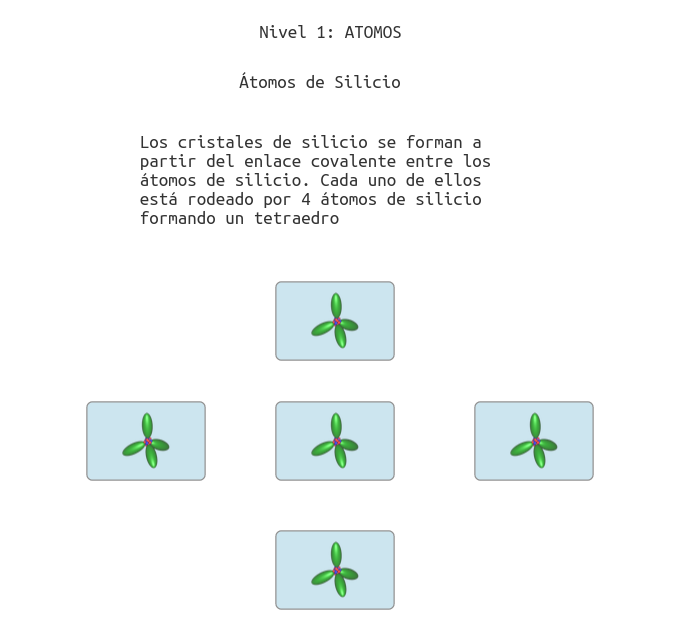 Nivel 1: ATOMOS
Átomos de Silicio
Los cristales de silicio se forman a
partir del enlace covalente entre los
átomos de silicio. Cada uno de ellos
está rodeado por 4 átomos de silicio
formando un tetraedro